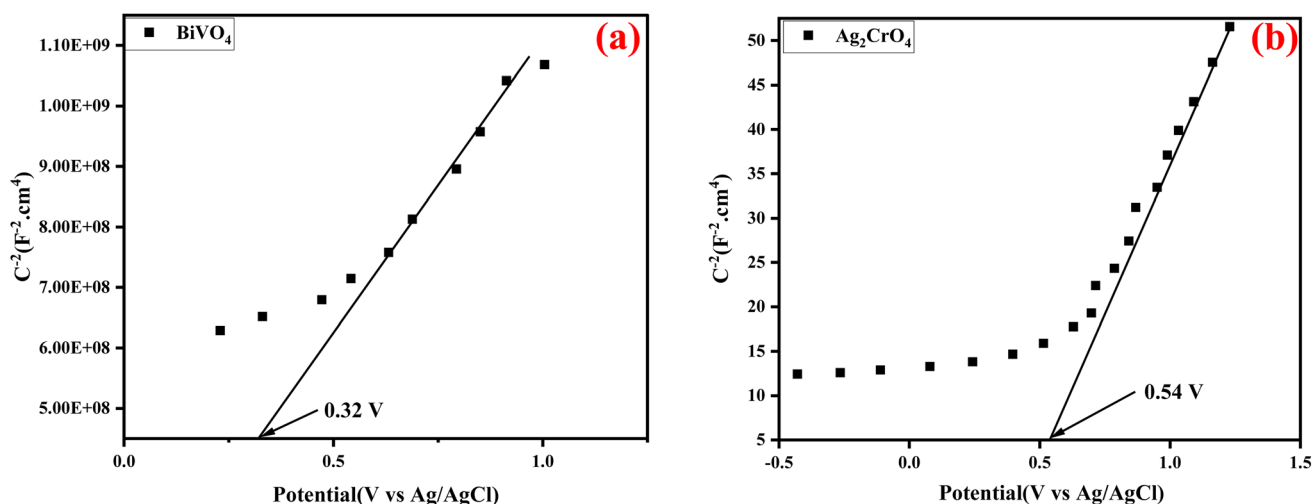 BiVO₄
(a)
1.10E+09
1.00E+09
9.00E+08
8.00E+08
7.00E+08
6.00E+08
5.00E+08
C⁻²(F⁻².cm⁴)
0.32 V
0.0
0.5
1.0
Potential(V vs Ag/AgCl)
Ag₂CrO₄
(b)
50
45
40
35
30
25
20
15
10
5
C⁻²(F⁻².cm⁴)
0.54 V
-0.5
0.0
0.5
1.0
1.5
Potential(V vs Ag/AgCl)